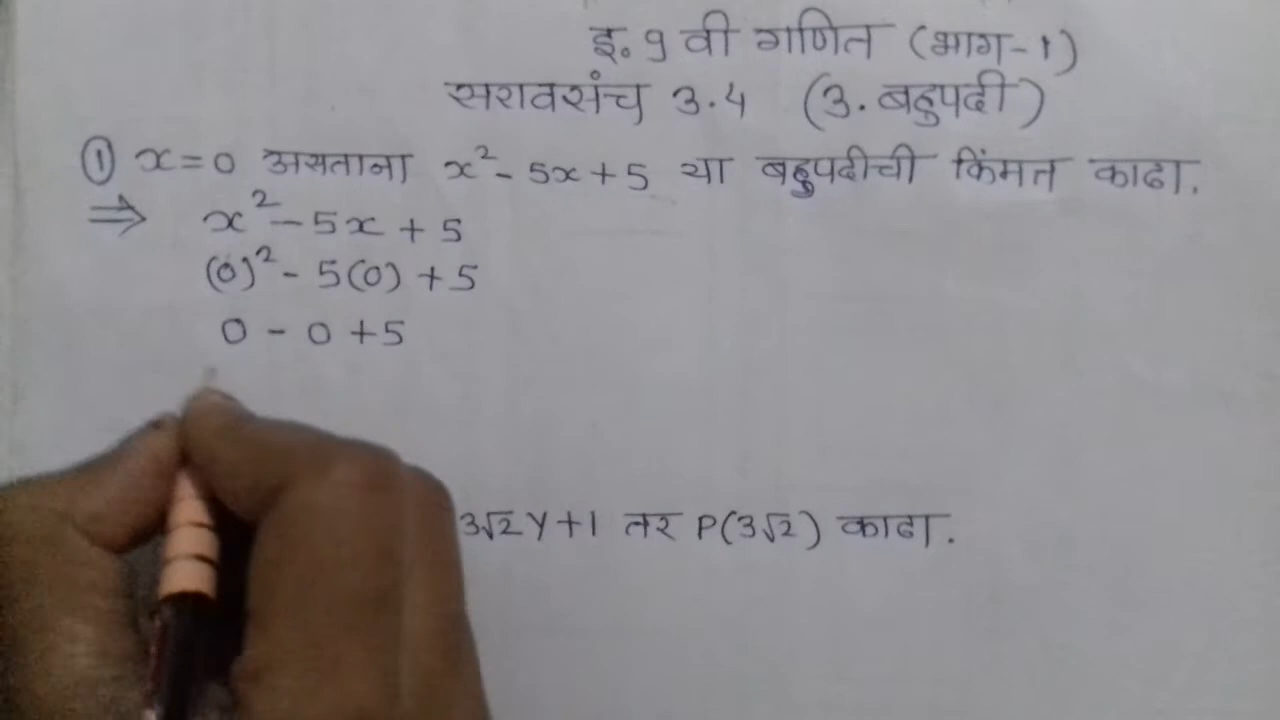 इ. 9 वी गणित (भाग-1)
सरावसंच 3.4 (3. बहुपदी)
① x=0 असताना x²-5x+5 या बहुपदीची किंमत काढा.
⇒ x²-5x+5
(0)²-5(0)+5
0-0+5
3√2y+1 तर P(3√2) काढा.